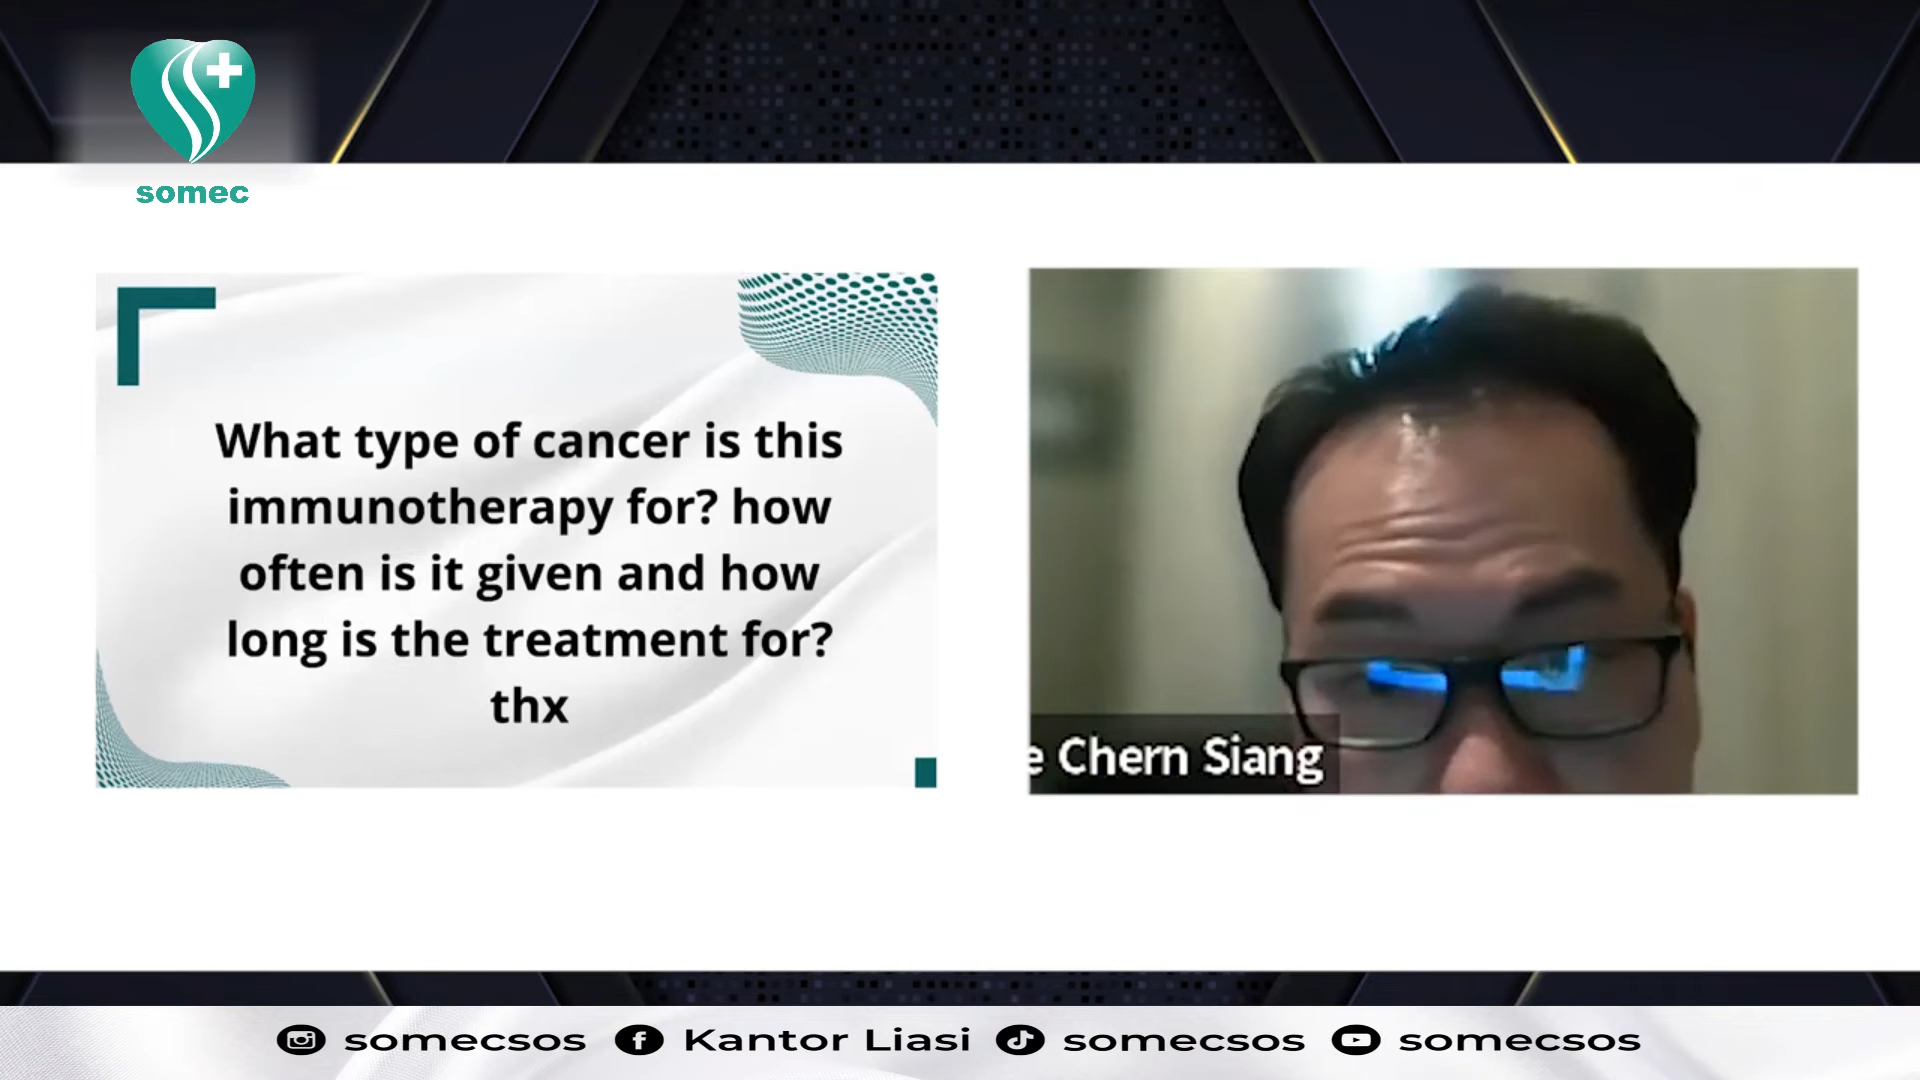 somec
What type of cancer is this
immunotherapy for? how
often is it given and how
long is the treatment for?
thx
e Chern Siang
somecsos
Kantor Liasi
somecsos
somecsos